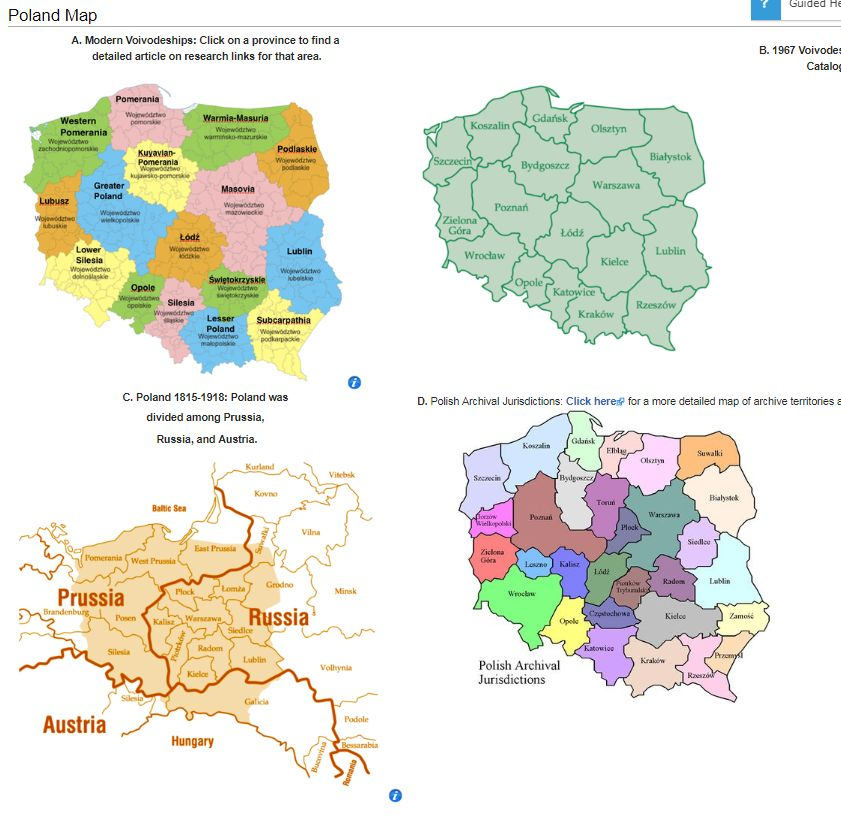 Poland Map
?
Guided He
A. Modern Voivodeships: Click on a province to find a
detailed article on research links for that area.
B. 1967 Voivodes
Catalog
Pomerania
Województwo
pomorskie
Western
Pomerania
Województwo
zachodniopomorskie
Warmia-Masuria
Województwo
warmińsko-mazurskie
Podlaskie
Województwo
podlaskie
Kuyavian-
Pomerania
Województwo
kujawsko-pomorskie
Greater
Poland
Województwo
wielkopolskie
Masovia
Województwo
mazowieckie
Lubusz
Województwo
lubuskie
Łódź
Województwo
łódzkie
Lower
Silesia
Województwo
dolnośląskie
Lublin
Województwo
lubelskie
Opole
Województwo
opolskie
Świętokrzyskie
Województwo
świętokrzyskie
Silesia
Województwo
śląskie
Lesser
Poland
Województwo
małopolskie
Subcarpathia
Województwo
podkarpackie
i
Koszalin
Gdańsk
Olsztyn
Szczecin
Bydgoszcz
Białystok
Warszawa
Poznań
Zielona
Góra
Łódź
Wrocław
Kielce
Lublin
Opole
Katowice
Kraków
Rzeszów
C. Poland 1815-1918: Poland was
divided among Prussia,
Russia, and Austria.
Kurland
Vitebsk
Kovno
Baltic Sea
Vilna
Suwałki
East Prussia
Pomerania
West Prussia
Grodno
Minsk
Prussia
Płock
Łomża
Brandenburg
Posen
Kalisz
Warszawa
Russia
Siedlce
Piotrków
Radom
Silesia
Lublin
Kielce
Volhynia
Silesia
Galicia
Austria
Podole
Hungary
Bucovina
Bessarabia
Romania
i
D. Polish Archival Jurisdictions: Click here for a more detailed map of archive territories a
Koszalin
Gdańsk
Elbląg
Olsztyn
Suwałki
Szczecin
Bydgoszcz
Białystok
Toruń
Gorzów
Wielkopolski
Poznań
Płock
Warszawa
Siedlce
Zielona
Góra
Leszno
Kalisz
Łódź
Piotrków
Trybunalski
Radom
Lublin
Wrocław
Opole
Częstochowa
Kielce
Zamość
Katowice
Kraków
Rzeszów
Przemyśl
Polish Archival
Jurisdictions